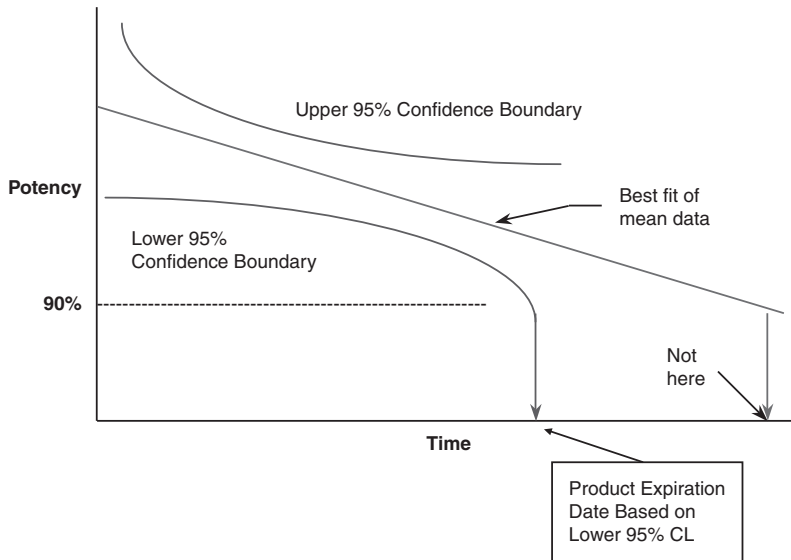 Upper 95% Confidence Boundary
Potency
Best fit of
mean data
Lower 95%
Confidence Boundary
90%
Not
here
Time
Product Expiration
Date Based on
Lower 95% CL